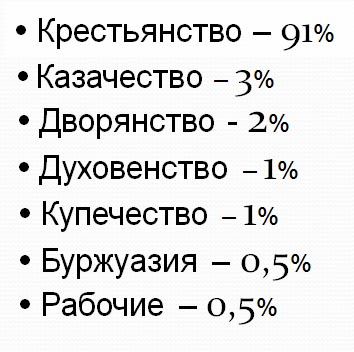 • Крестьянство – 91%
• Казачество – 3%
• Дворянство - 2%
• Духовенство – 1%
• Купечество – 1%
• Буржуазия – 0,5%
• Рабочие – 0,5%